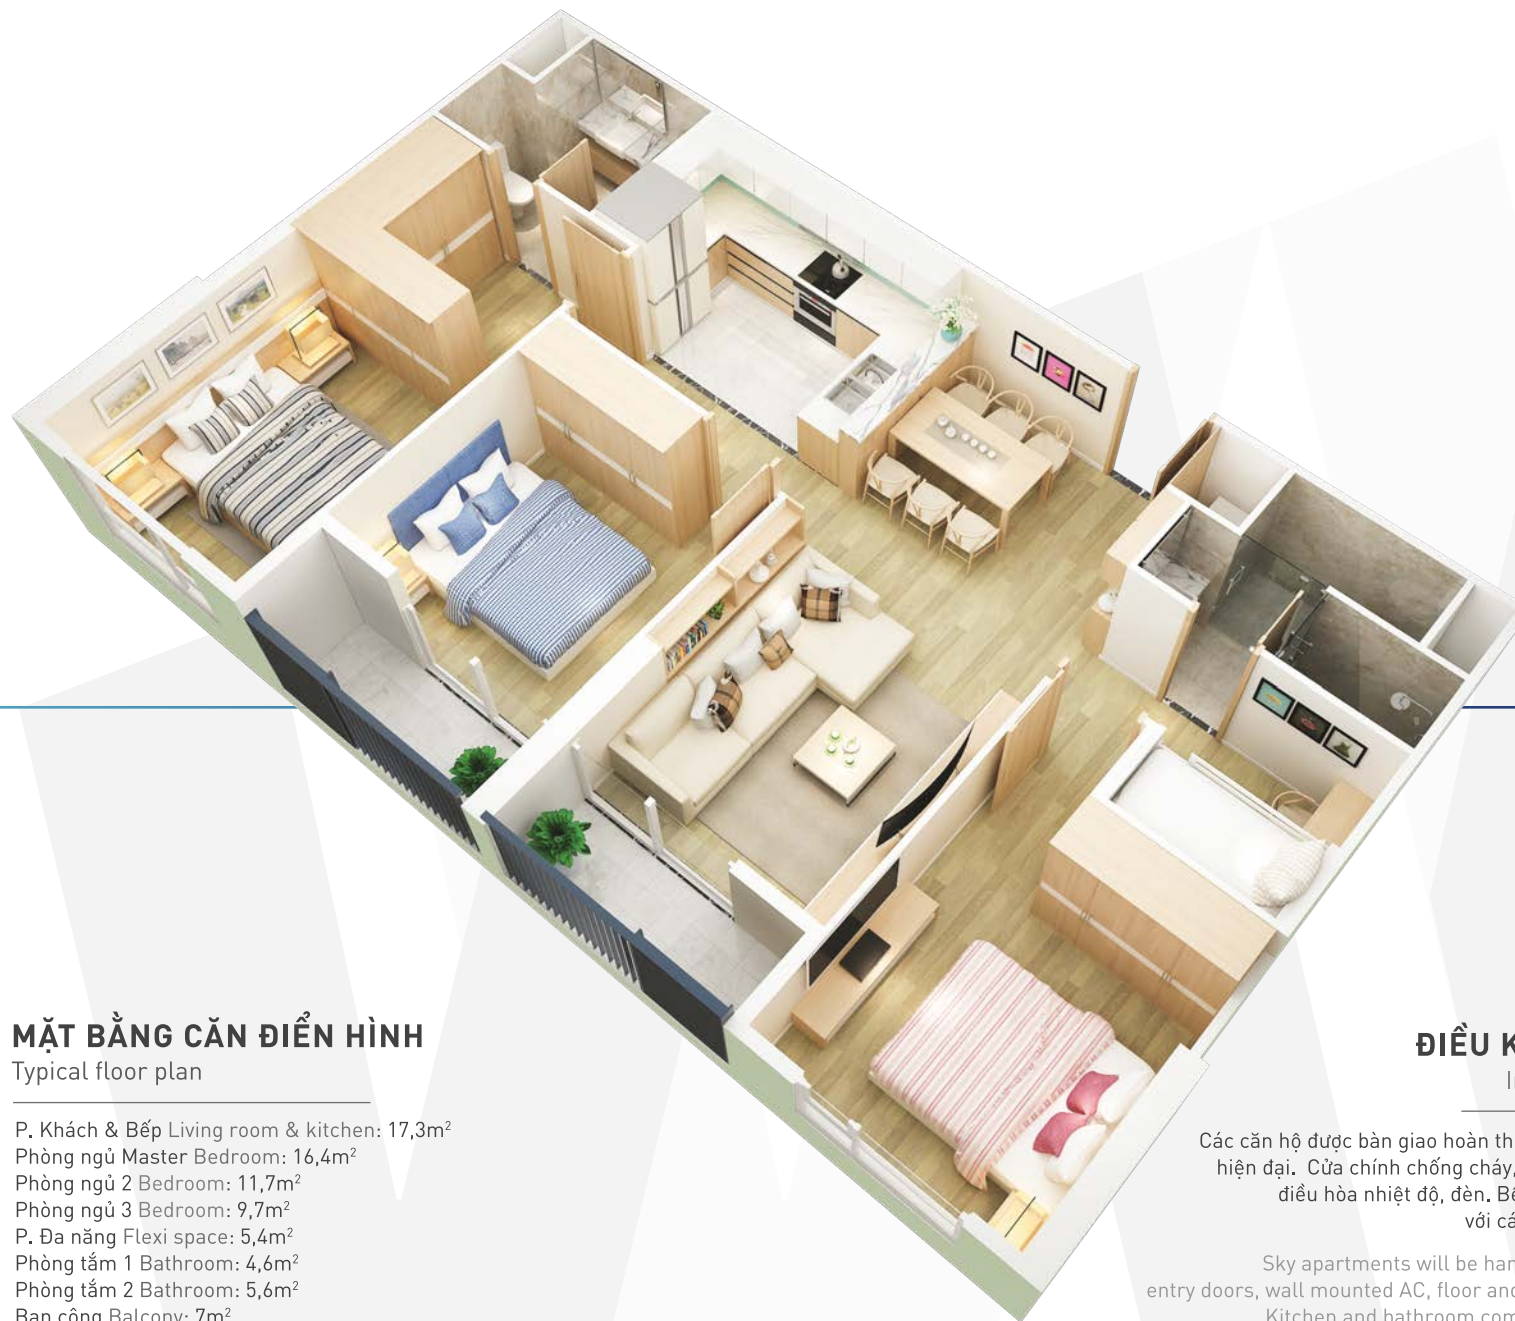 MẶT BẰNG CĂN ĐIỂN HÌNH
Typical floor plan
P. Khách & Bếp Living room & kitchen: 17,3m²
Phòng ngủ Master Bedroom: 16,4m²
Phòng ngủ 2 Bedroom: 11,7m²
Phòng ngủ 3 Bedroom: 9,7m²
P. Đa năng Flexi space: 5,4m²
Phòng tắm 1 Bathroom: 4,6m²
Phòng tắm 2 Bathroom: 5,6m²
Ban công Balcony: 7m²
ĐIỀU
Các căn hộ được bàn giao hoàn
hiện đại. Cửa chính chống cháy,
điều hòa nhiệt độ, đèn.
với
Sky apartments will be
entry doors, wall mounted AC, floor and
Kitchen and bathroom